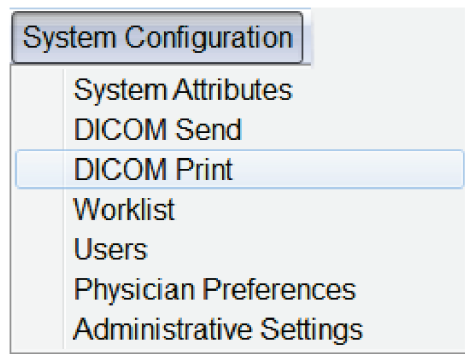 System Configuration
System Attributes
DICOM Send
DICOM Print
Worklist
Users
Physician Preferences
Administrative Settings